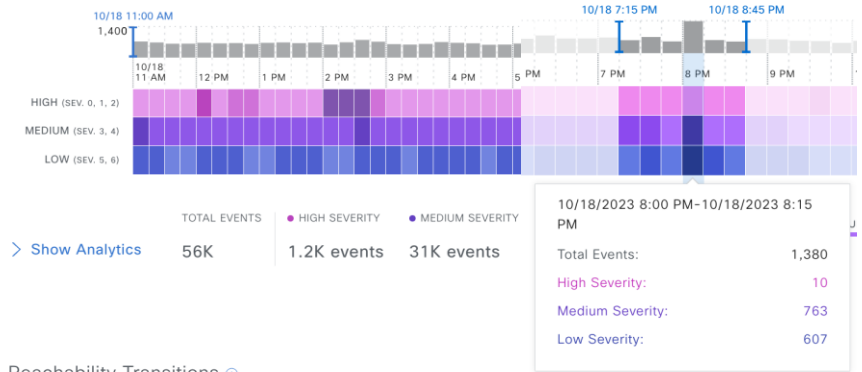 10/18 11:00 AM
10/18 7:15 PM
10/18 8:45 PM
1,400
10/18
11 AM
12 PM
1 PM
2 PM
3 PM
4 PM
5 PM
7 PM
8 PM
9 PM
HIGH (SEV. 0, 1, 2)
MEDIUM (SEV. 3, 4)
LOW (SEV. 5, 6)
TOTAL EVENTS
HIGH SEVERITY
MEDIUM SEVERITY
Show Analytics
56K
1.2K events
31K events
10/18/2023 8:00 PM-10/18/2023 8:15
PM
Total Events: 1,380
High Severity: 10
Medium Severity: 763
Low Severity: 607
Reachability Transitions